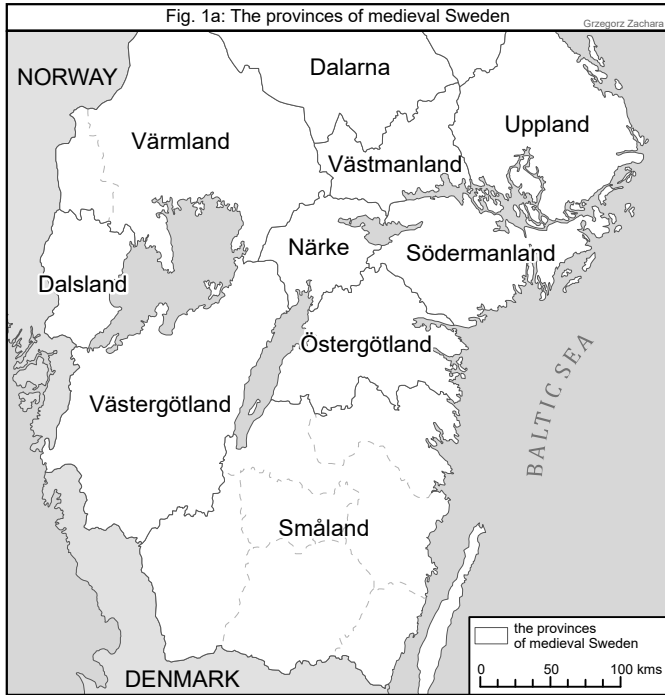 Fig. 1a: The provinces of medieval Sweden
Grzegorz Zachara
NORWAY
Dalarna
Uppland
Värmland
Västmanland
Närke
Södermanland
Dalsland
Östergötland
BALTIC SEA
Västergötland
Småland
DENMARK
the provinces
of medieval Sweden
0 50 100 kms